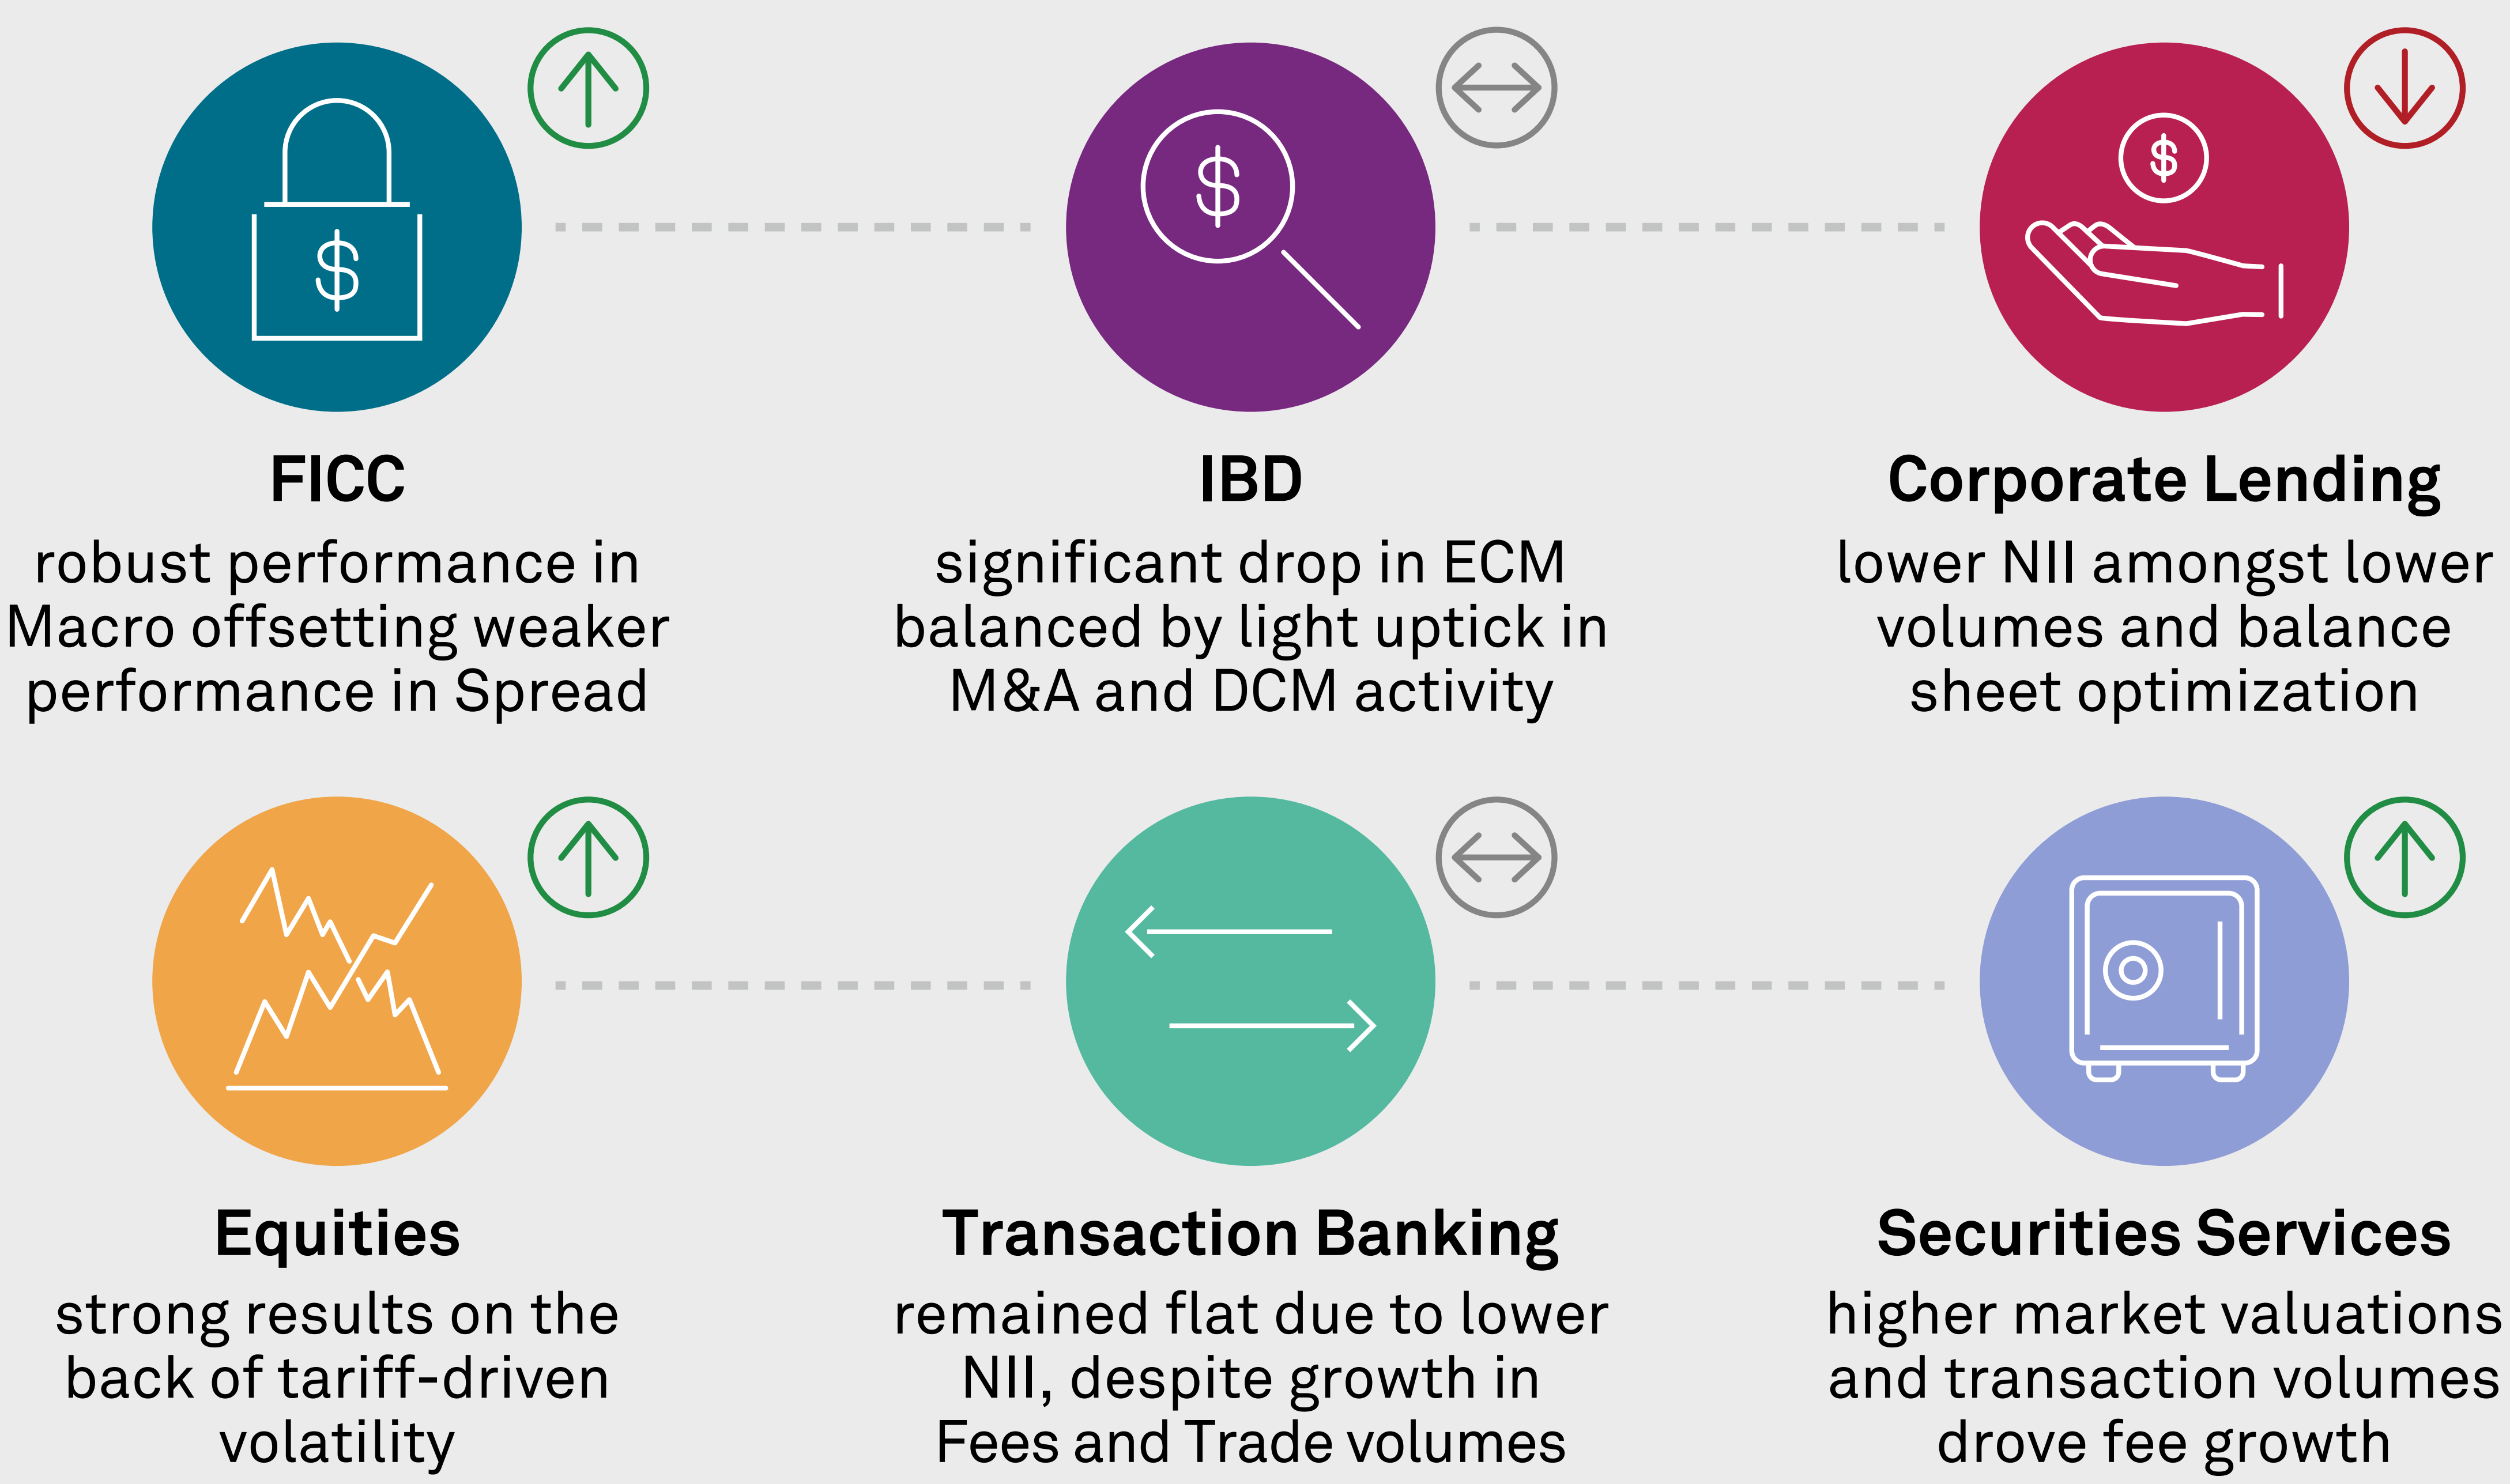 $
$
$
FICC
robust performance in
Macro offsetting weaker
performance in Spread
IBD
significant drop in ECM
balanced by light uptick in
M&A and DCM activity
Corporate Lending
lower NII amongst lower
volumes and balance
sheet optimization
Equities
strong results on the
back of tariff-driven
volatility
Transaction Banking
remained flat due to lower
NII, despite growth in
Fees and Trade volumes
Securities Services
higher market valuations
and transaction volumes
drove fee growth